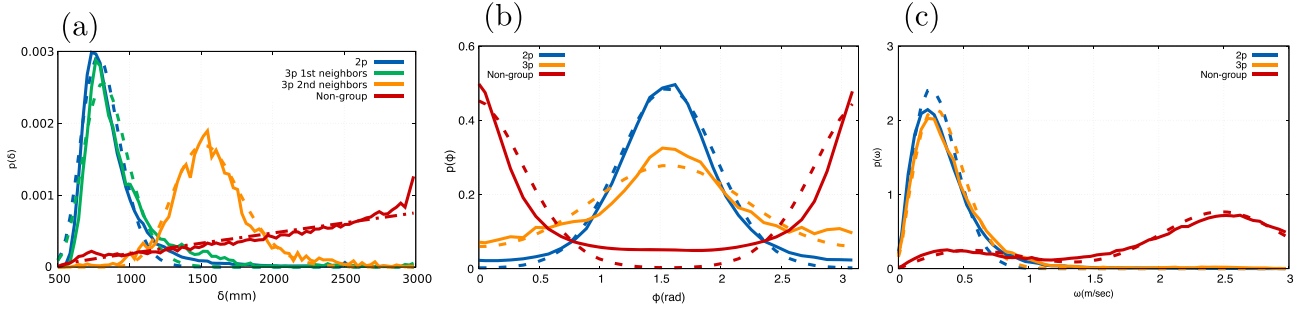 (a)
0.003
0.002
0.001
0
500
1000
1500
2000
2500
3000
p(δ)
δ(mm)
2p
3p 1st neighbors
3p 2nd neighbors
Non-group
(b)
0.6
0.4
0.2
0
0
0.5
1
1.5
2
2.5
3
p(ϕ)
ϕ(rad)
2p
3p
Non-group
(c)
3
2
1
0
0
0.5
1
1.5
2
2.5
3
p(ω)
ω(m/sec)
2p
3p
Non-group